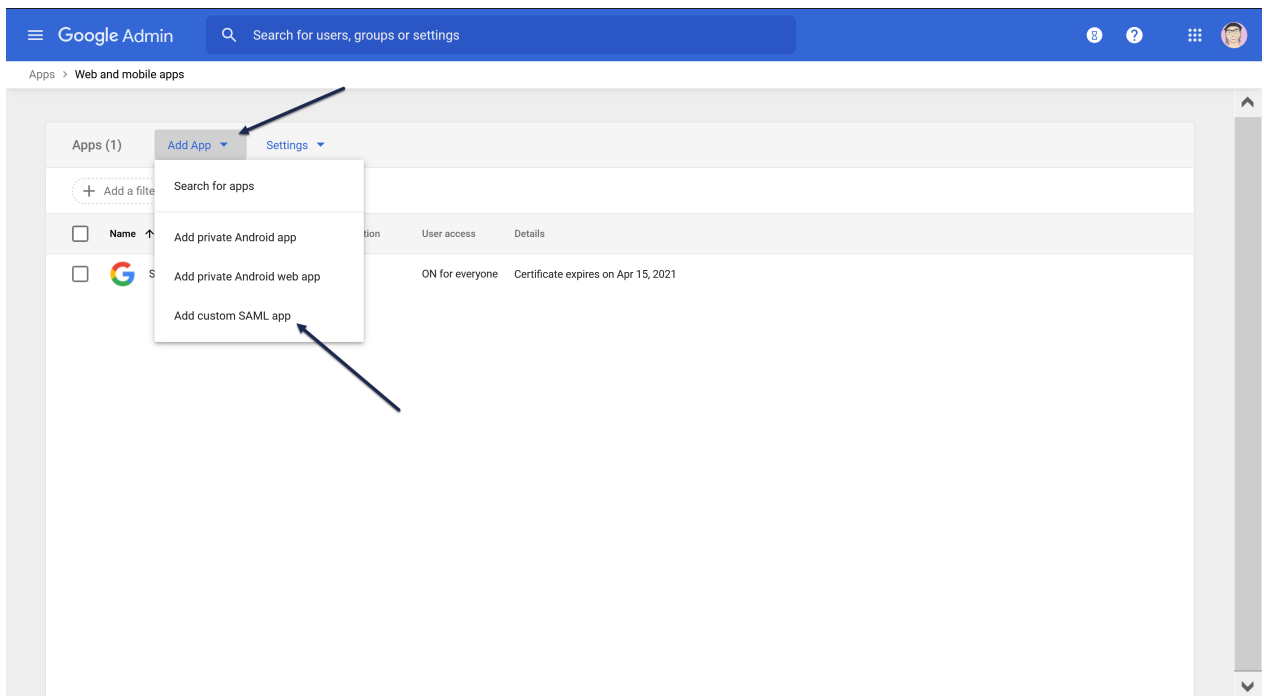 Google Admin
Search for users, groups or settings
8 ?
Apps > Web and mobile apps
Apps (1) Add App Settings
+ Add a filte
Search for apps
Name User access Details
Add private Android app
S ON for everyone Certificate expires on Apr 15, 2021
Add private Android web app
Add custom SAML app